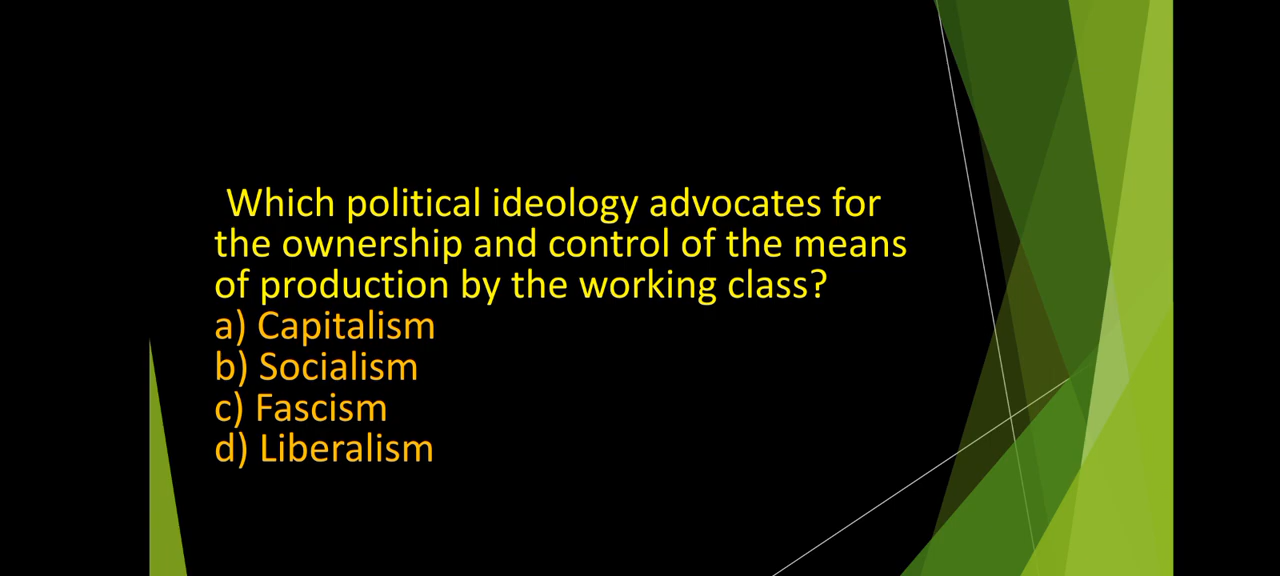 Which political ideology advocates for
the ownership and control of the means
of production by the working class?
a) Capitalism
b) Socialism
c) Fascism
d) Liberalism